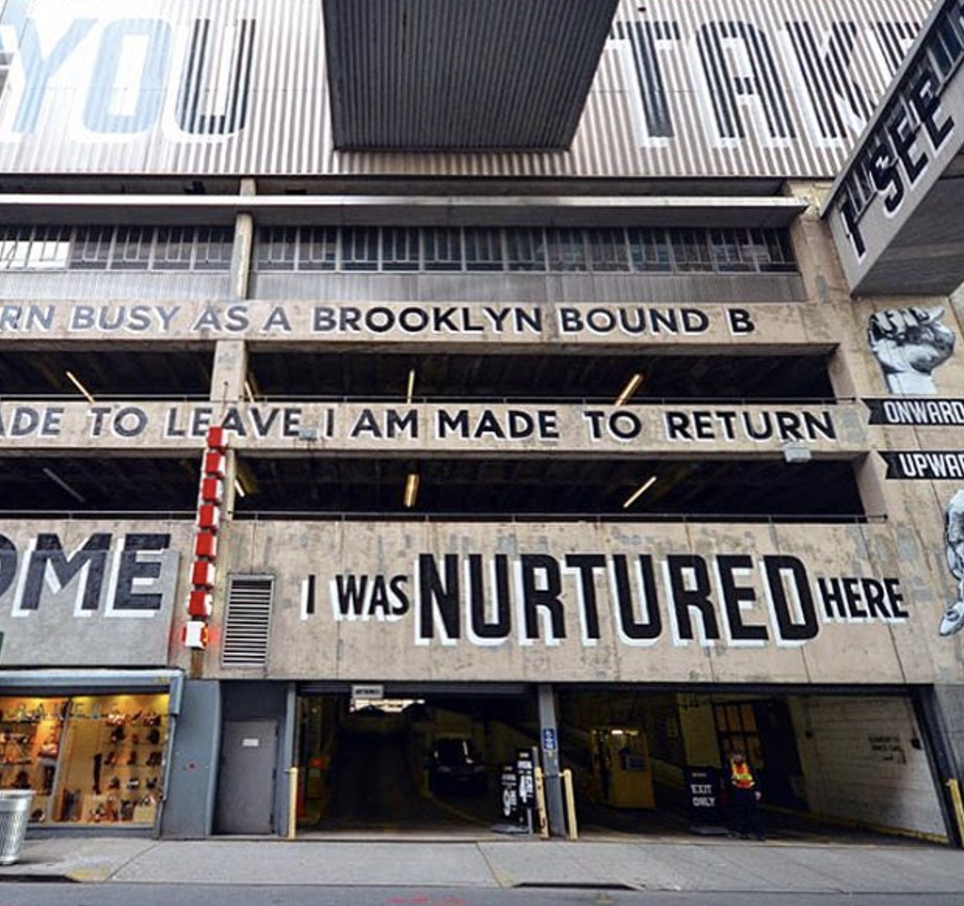 YOU TAKE
I SEE
RN BUSY AS A BROOKLYN BOUND B
ADE TO LEAVE I AM MADE TO RETURN
ONWARD
UPWAR
OME
I WAS NURTURED HERE
EXIT
ONLY